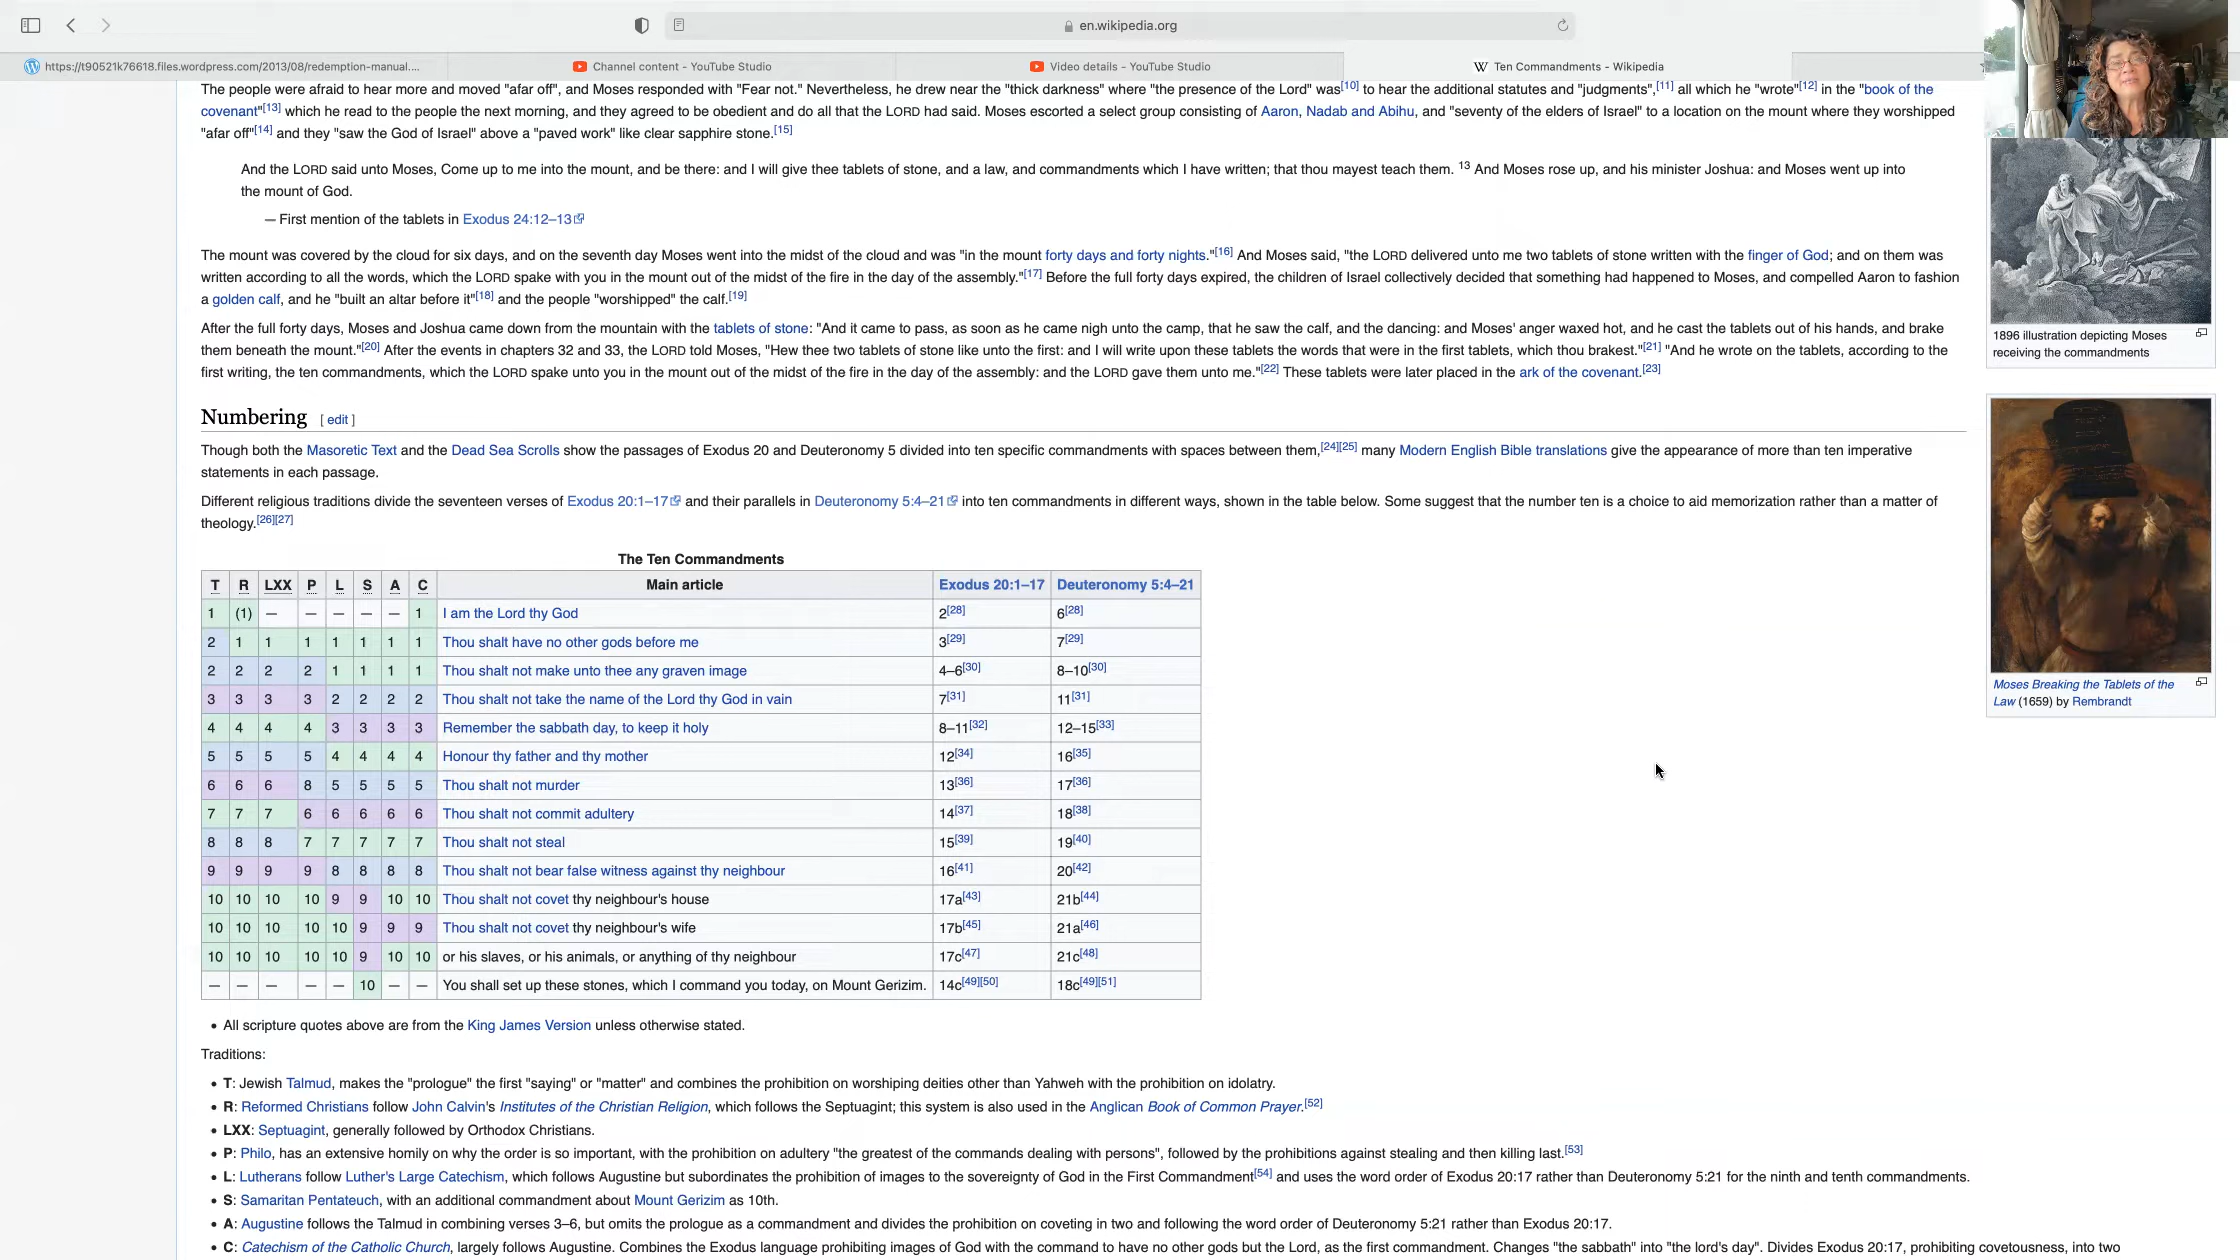 en.wikipedia.org
https://t90521k76618.files.wordpress.com/2013/08/redemption-manual....
Channel content - YouTube Studio
Video details - YouTube Studio
W Ten Commandments - Wikipedia
The people were afraid to hear more and moved "afar off", and Moses responded with "Fear not." Nevertheless, he drew near the "thick darkness" where "the presence of the Lord" was[10] to hear the additional statutes and "judgments",[11] all which he "wrote"[12] in the "book of the
covenant"[13] which he read to the people the next morning, and they agreed to be obedient and do all that the LORD had said. Moses escorted a select group consisting of Aaron, Nadab and Abihu, and "seventy of the elders of Israel" to a location on the mount where they worshipped
"afar off"[14] and they "saw the God of Israel" above a "paved work" like clear sapphire stone.[15]
And the LORD said unto Moses, Come up to me into the mount, and be there: and I will give thee tablets of stone, and a law, and commandments which I have written; that thou mayest teach them. 13 And Moses rose up, and his minister Joshua: and Moses went up into
the mount of God.
— First mention of the tablets in Exodus 24:12–13
The mount was covered by the cloud for six days, and on the seventh day Moses went into the midst of the cloud and was "in the mount forty days and forty nights."[16] And Moses said, "the LORD delivered unto me two tablets of stone written with the finger of God; and on them was
written according to all the words, which the LORD spake with you in the mount out of the midst of the fire in the day of the assembly."[17] Before the full forty days expired, the children of Israel collectively decided that something had happened to Moses, and compelled Aaron to fashion
a golden calf, and he "built an altar before it"[18] and the people "worshipped" the calf.[19]
After the full forty days, Moses and Joshua came down from the mountain with the tablets of stone: "And it came to pass, as soon as he came nigh unto the camp, that he saw the calf, and the dancing: and Moses' anger waxed hot, and he cast the tablets out of his hands, and brake
them beneath the mount."[20] After the events in chapters 32 and 33, the LORD told Moses, "Hew thee two tablets of stone like unto the first: and I will write upon these tablets the words that were in the first tablets, which thou brakest."[21] "And he wrote on the tablets, according to the
first writing, the ten commandments, which the LORD spake unto you in the mount out of the midst of the fire in the day of the assembly: and the LORD gave them unto me."[22] These tablets were later placed in the ark of the covenant.[23]
1896 illustration depicting Moses
receiving the commandments
Moses Breaking the Tablets of the
Law (1659) by Rembrandt
Numbering [ edit ]
Though both the Masoretic Text and the Dead Sea Scrolls show the passages of Exodus 20 and Deuteronomy 5 divided into ten specific commandments with spaces between them,[24][25] many Modern English Bible translations give the appearance of more than ten imperative
statements in each passage.
Different religious traditions divide the seventeen verses of Exodus 20:1–17 and their parallels in Deuteronomy 5:4–21 into ten commandments in different ways, shown in the table below. Some suggest that the number ten is a choice to aid memorization rather than a matter of
theology.[26][27]
The Ten Commandments
T R LXX P L S A C Main article Exodus 20:1–17 Deuteronomy 5:4–21
1 (1) — — — — — 1 I am the Lord thy God 2[28] 6[28]
2 1 1 1 1 1 1 1 Thou shalt have no other gods before me 3[29] 7[29]
2 2 2 2 1 1 1 1 Thou shalt not make unto thee any graven image 4–6[30] 8–10[30]
3 3 3 3 2 2 2 2 Thou shalt not take the name of the Lord thy God in vain 7[31] 11[31]
4 4 4 4 3 3 3 3 Remember the sabbath day, to keep it holy 8–11[32] 12–15[33]
5 5 5 5 4 4 4 4 Honour thy father and thy mother 12[34] 16[35]
6 6 6 8 5 5 5 5 Thou shalt not murder 13[36] 17[36]
7 7 7 6 6 6 6 6 Thou shalt not commit adultery 14[37] 18[38]
8 8 8 7 7 7 7 7 Thou shalt not steal 15[39] 19[40]
9 9 9 9 8 8 8 8 Thou shalt not bear false witness against thy neighbour 16[41] 20[42]
10 10 10 10 9 9 10 10 Thou shalt not covet thy neighbour's house 17a[43] 21b[44]
10 10 10 10 10 9 9 9 Thou shalt not covet thy neighbour's wife 17b[45] 21a[46]
10 10 10 10 10 9 10 10 or his slaves, or his animals, or anything of thy neighbour 17c[47] 21c[48]
— — — — — 10 — — You shall set up these stones, which I command you today, on Mount Gerizim. 14c[49][50] 18c[49][51]
• All scripture quotes above are from the King James Version unless otherwise stated.
Traditions:
• T: Jewish Talmud, makes the "prologue" the first "saying" or "matter" and combines the prohibition on worshiping deities other than Yahweh with the prohibition on idolatry.
• R: Reformed Christians follow John Calvin's Institutes of the Christian Religion, which follows the Septuagint; this system is also used in the Anglican Book of Common Prayer.[52]
• LXX: Septuagint, generally followed by Orthodox Christians.
• P: Philo, has an extensive homily on why the order is so important, with the prohibition on adultery "the greatest of the commands dealing with persons", followed by the prohibitions against stealing and then killing last.[53]
• L: Lutherans follow Luther's Large Catechism, which follows Augustine but subordinates the prohibition of images to the sovereignty of God in the First Commandment[54] and uses the word order of Exodus 20:17 rather than Deuteronomy 5:21 for the ninth and tenth commandments.
• S: Samaritan Pentateuch, with an additional commandment about Mount Gerizim as 10th.
• A: Augustine follows the Talmud in combining verses 3–6, but omits the prologue as a commandment and divides the prohibition on coveting in two and following the word order of Deuteronomy 5:21 rather than Exodus 20:17.
• C: Catechism of the Catholic Church, largely follows Augustine. Combines the Exodus language prohibiting images of God with the command to have no other gods but the Lord, as the first commandment. Changes "the sabbath" into "the lord's day". Divides Exodus 20:17, prohibiting covetousness, into two